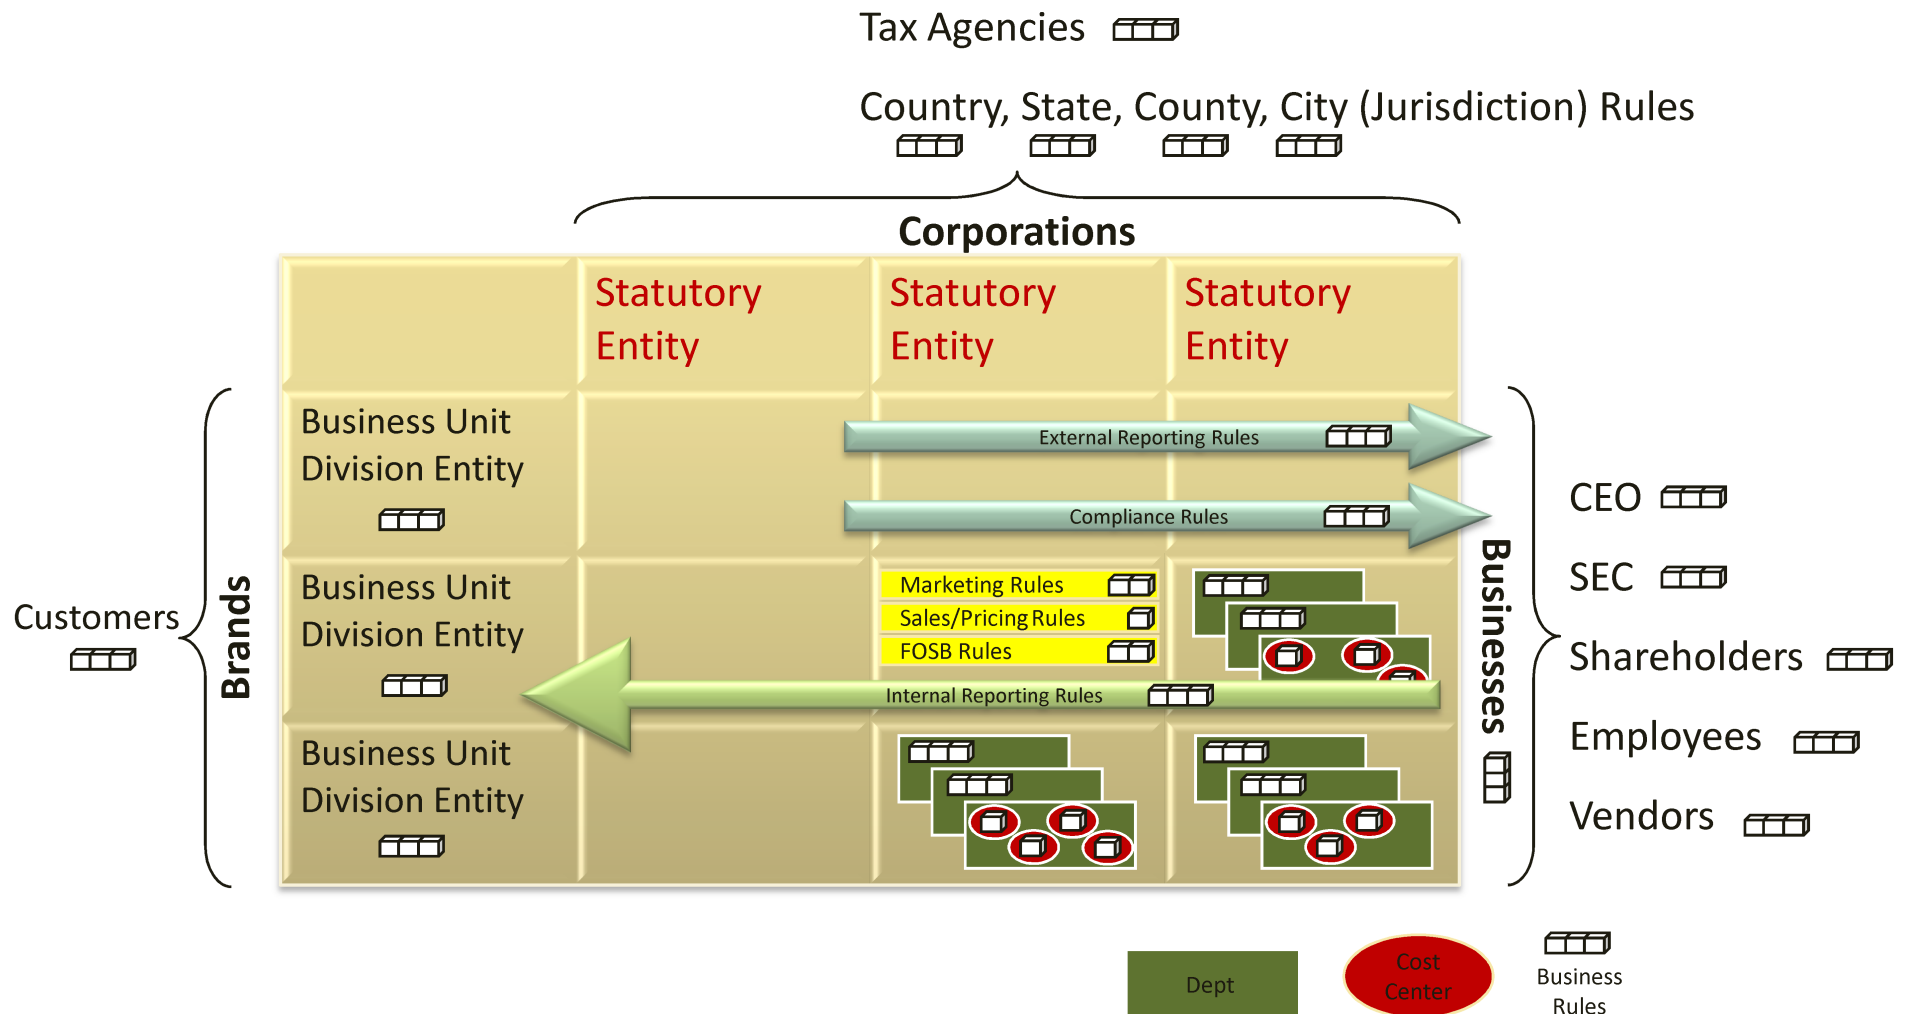 Tax Agencies
Country, State, County, City (Jurisdiction) Rules
Corporations
Statutory
Entity
Statutory
Entity
Statutory
Entity
Business Unit
Division Entity
External Reporting Rules
Compliance Rules
Business Unit
Division Entity
Marketing Rules
Sales/Pricing Rules
FOSB Rules
Internal Reporting Rules
Business Unit
Division Entity
Customers
Brands
Businesses
CEO
SEC
Shareholders
Employees
Vendors
Dept
Cost
Center
Business
Rules